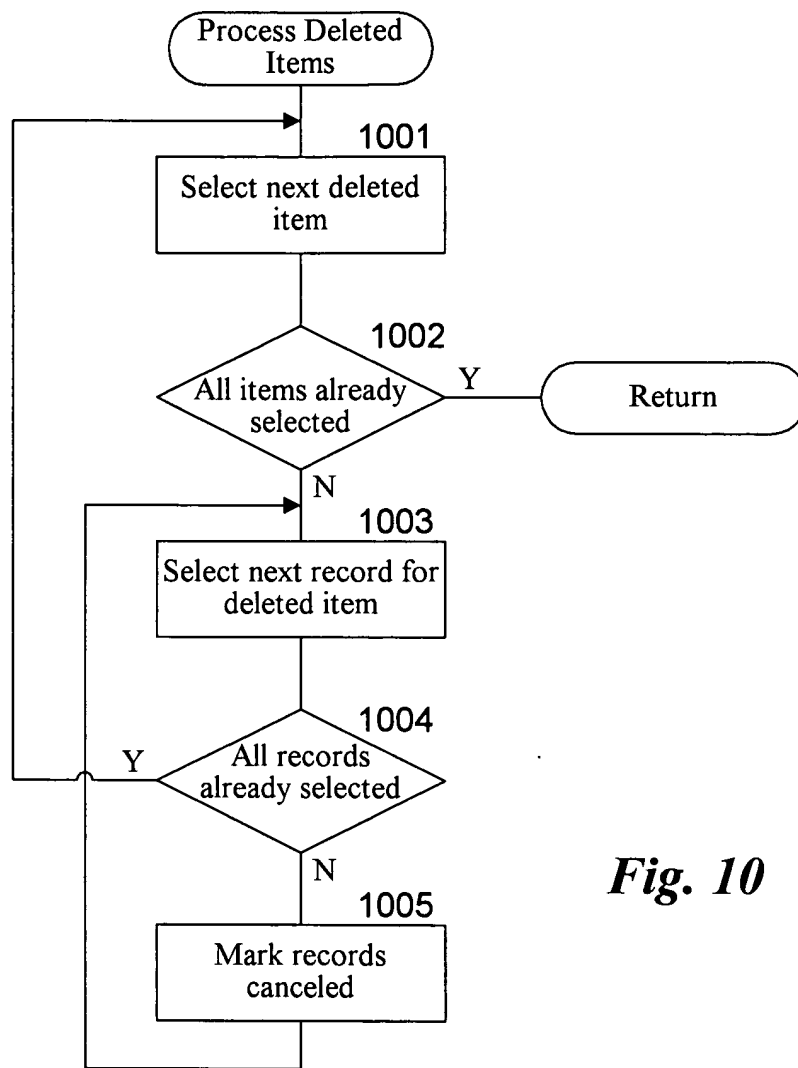 Process Deleted
Items
1001
Select next deleted
item
1002
All items already
selected
Y
Return
N
1003
Select next record for
deleted item
1004
Y
All records
already selected
N
Fig. 10
1005
Mark records
canceled